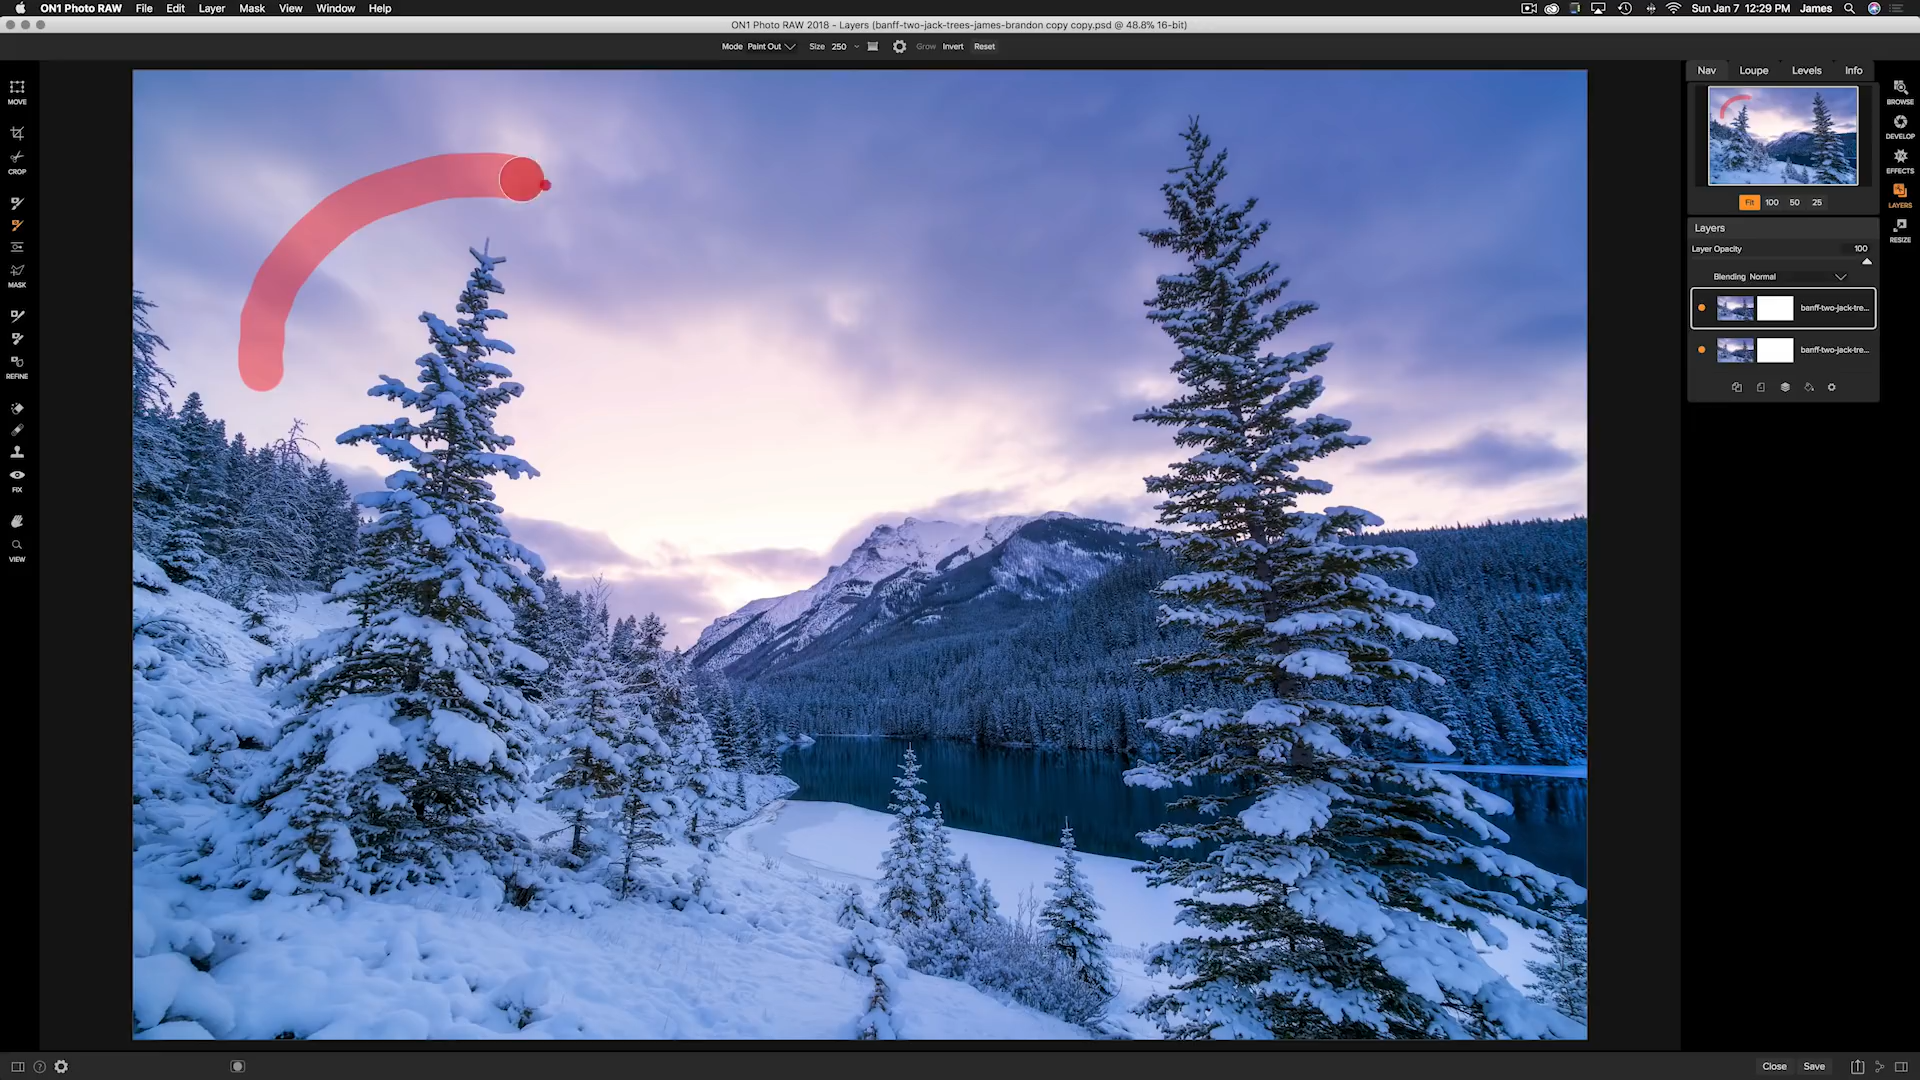 ON1 Photo RAW File Edit Layer Mask View Window Help Sun Jan 7 12:29 PM James
ON1 Photo RAW 2018 - Layers (banff-two-jack-trees-james-brandon copy copy.psd @ 48.8% 16-bit)
Mode Paint Out Size 250 Grow Invert Reset
MOVE
CROP
MASK
REFINE
FIX
VIEW
Nav Loupe Levels Info
Fit 100 50 25
Layers
Layer Opacity 100
Blending Normal
banff-two-jack-tre...
banff-two-jack-tre...
BROWSE
DEVELOP
EFFECTS
LAYERS
RESIZE
Close Save